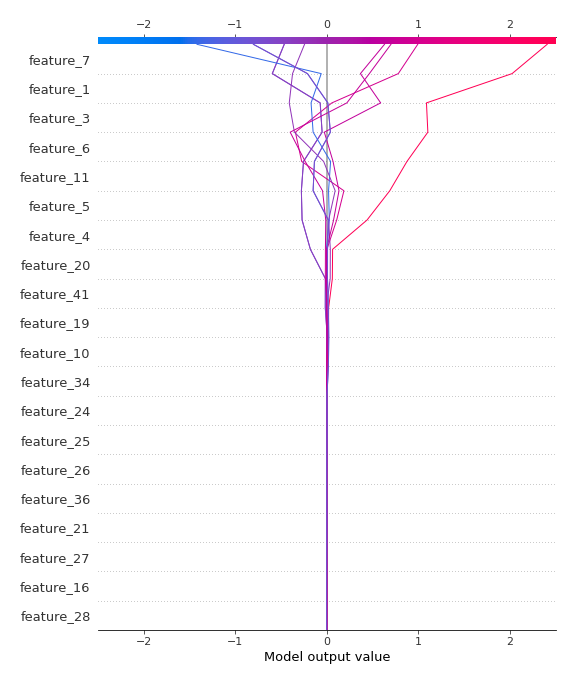 −2 −1 0 1 2
feature_7
feature_1
feature_3
feature_6
feature_11
feature_5
feature_4
feature_20
feature_41
feature_19
feature_10
feature_34
feature_24
feature_25
feature_26
feature_36
feature_21
feature_27
feature_16
feature_28
−2 −1 0 1 2
Model output value